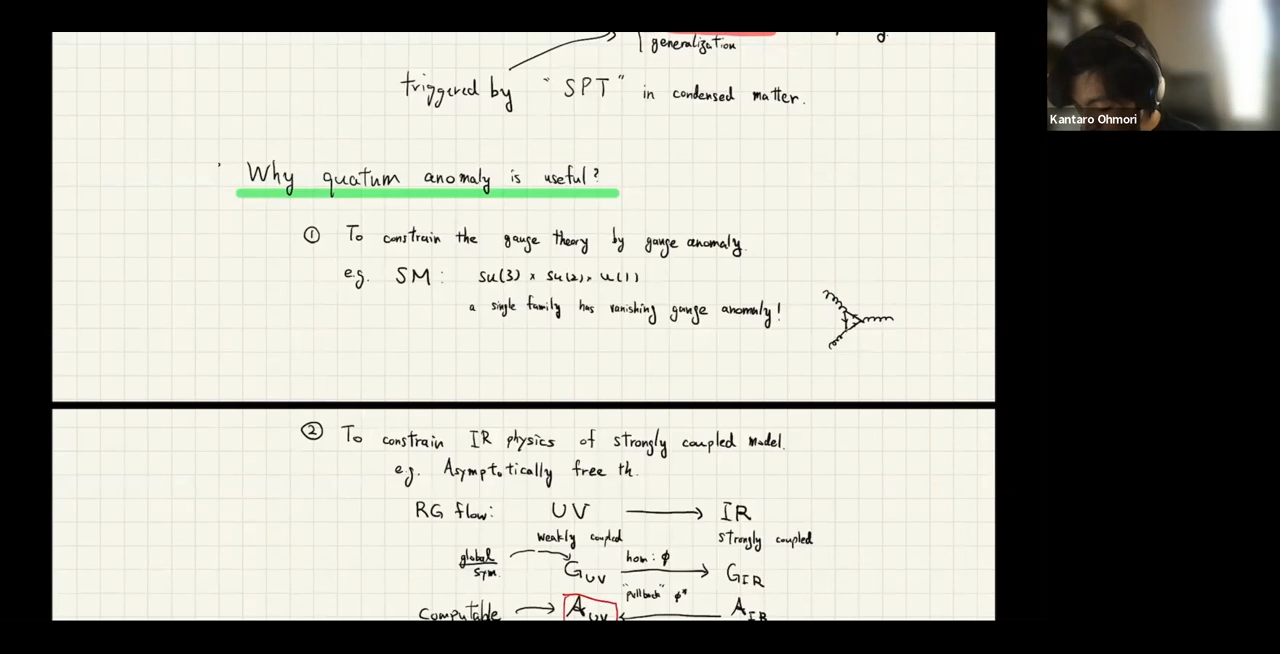 generalization
triggered by "SPT" in condensed matter.
Why quatum anomaly is useful?
① To constrain the gauge theory by gauge anomaly.
e.g. SM: su(3) × su(2) × u(1)
a single family has vanishing gauge anomaly!
② To constrain IR physics of strongly coupled model.
e.g. Asymptotically free th.
RG flow: UV → IR
weakly coupled strongly coupled
global sym. G_UV hom: φ → G_IR
"pullback" φ*
Computable → A_UV ← A_IR
Kantaro Ohmori